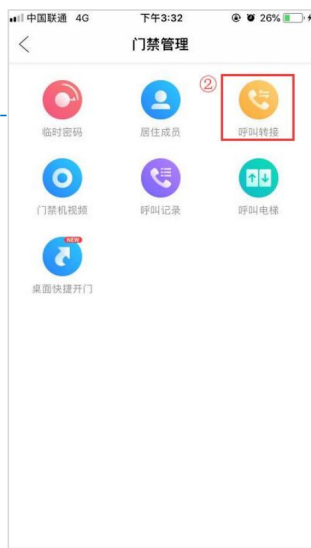 中国联通 4G 下午3:32 26%
门禁管理
②
临时密码 居住成员 呼叫转接
门禁机视频 呼叫记录 呼叫电梯
NEW
桌面快捷开门